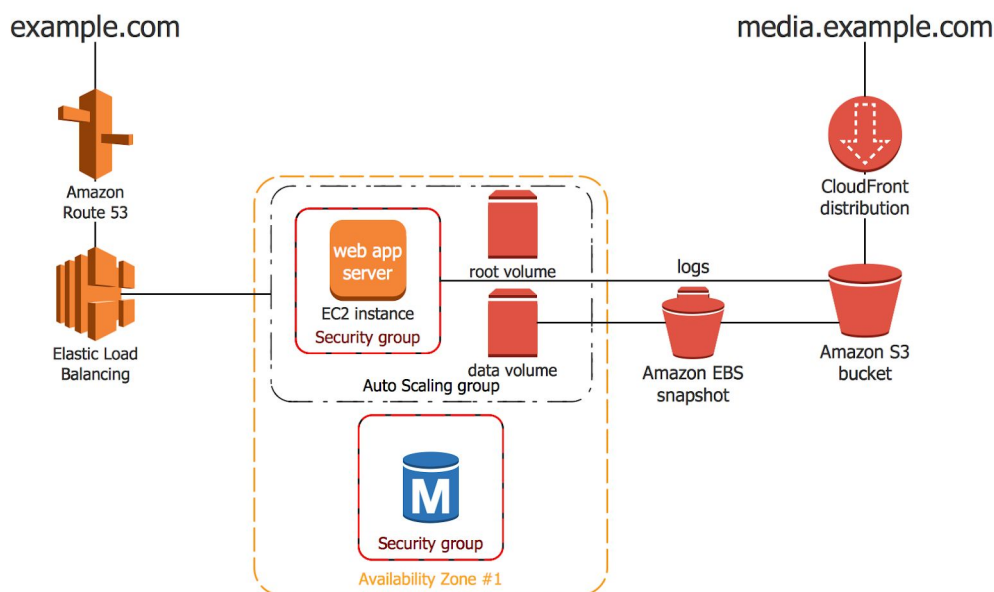 example.com
media.example.com
Amazon
Route 53
CloudFront
distribution
web app
server
EC2 instance
Security group
root volume
data volume
Auto Scaling group
logs
Elastic Load
Balancing
Amazon EBS
snapshot
Amazon S3
bucket
M
Security group
Availability Zone #1